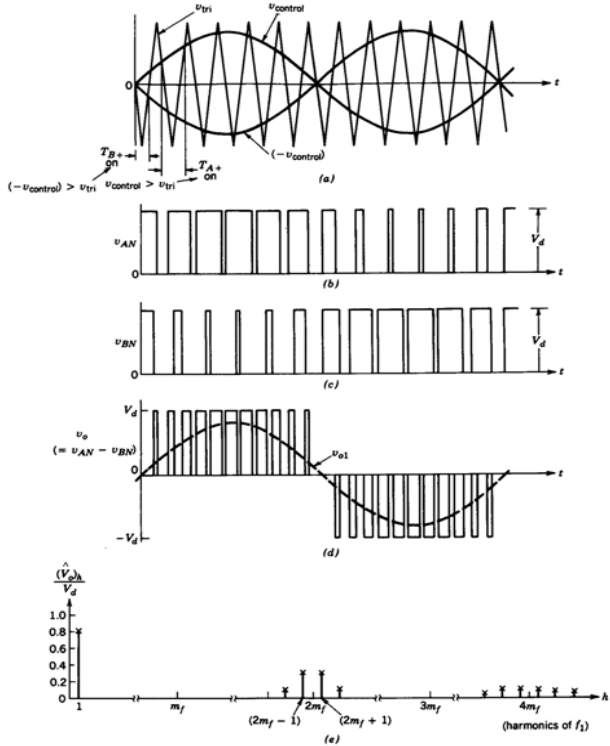 v_tri v_control
0 t
(−v_control)
T_B+ on T_A+ on
(−v_control) > v_tri v_control > v_tri
(a)
v_AN V_d
0 t
(b)
v_BN V_d
0 t
(c)
V_d
v_o
(= v_AN − v_BN) v_o1
0 t
−V_d
(d)
(V̂_o)_h / V_d
1.0
0.8
0.6
0.4
0.2
0 h
1 m_f 2m_f 3m_f 4m_f
(2m_f − 1) (2m_f + 1) (harmonics of f_1)
(e)